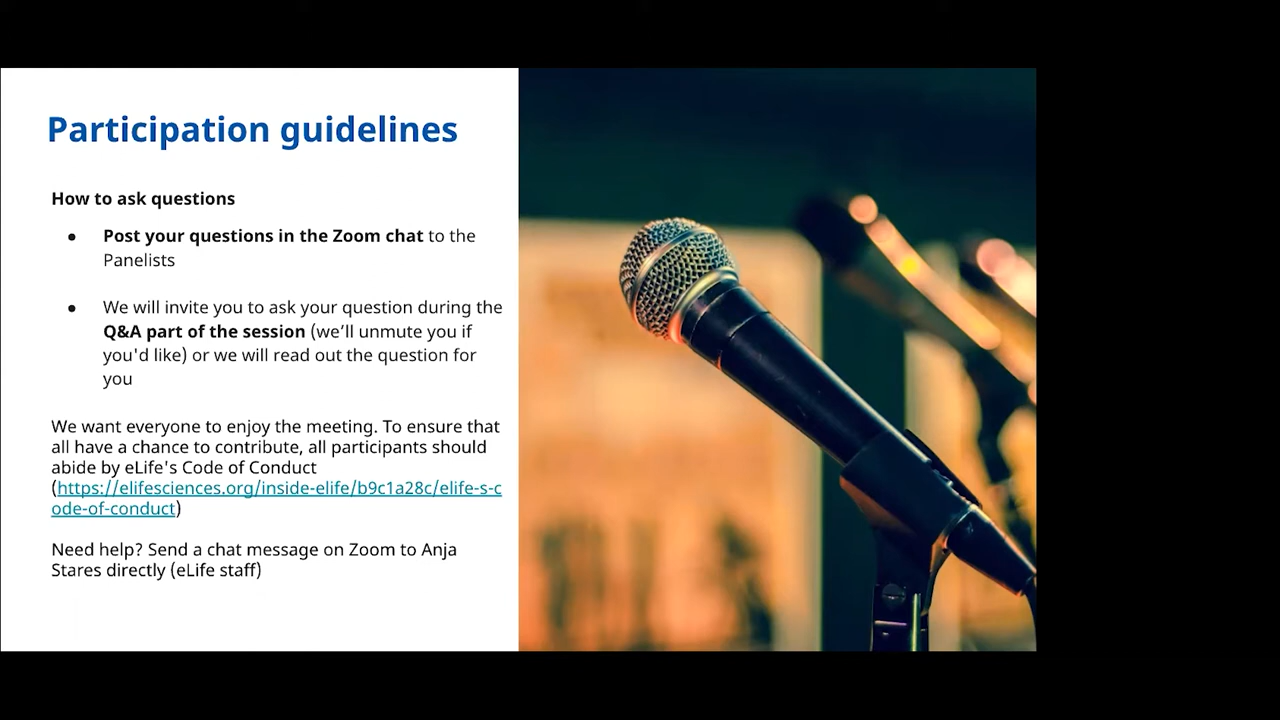 Participation guidelines
How to ask questions
● Post your questions in the Zoom chat to the
Panelists
● We will invite you to ask your question during the
Q&A part of the session (we’ll unmute you if
you'd like) or we will read out the question for
you
We want everyone to enjoy the meeting. To ensure that
all have a chance to contribute, all participants should
abide by eLife's Code of Conduct
(https://elifesciences.org/inside-elife/b9c1a28c/elife-s-c
ode-of-conduct)
Need help? Send a chat message on Zoom to Anja
Stares directly (eLife staff)